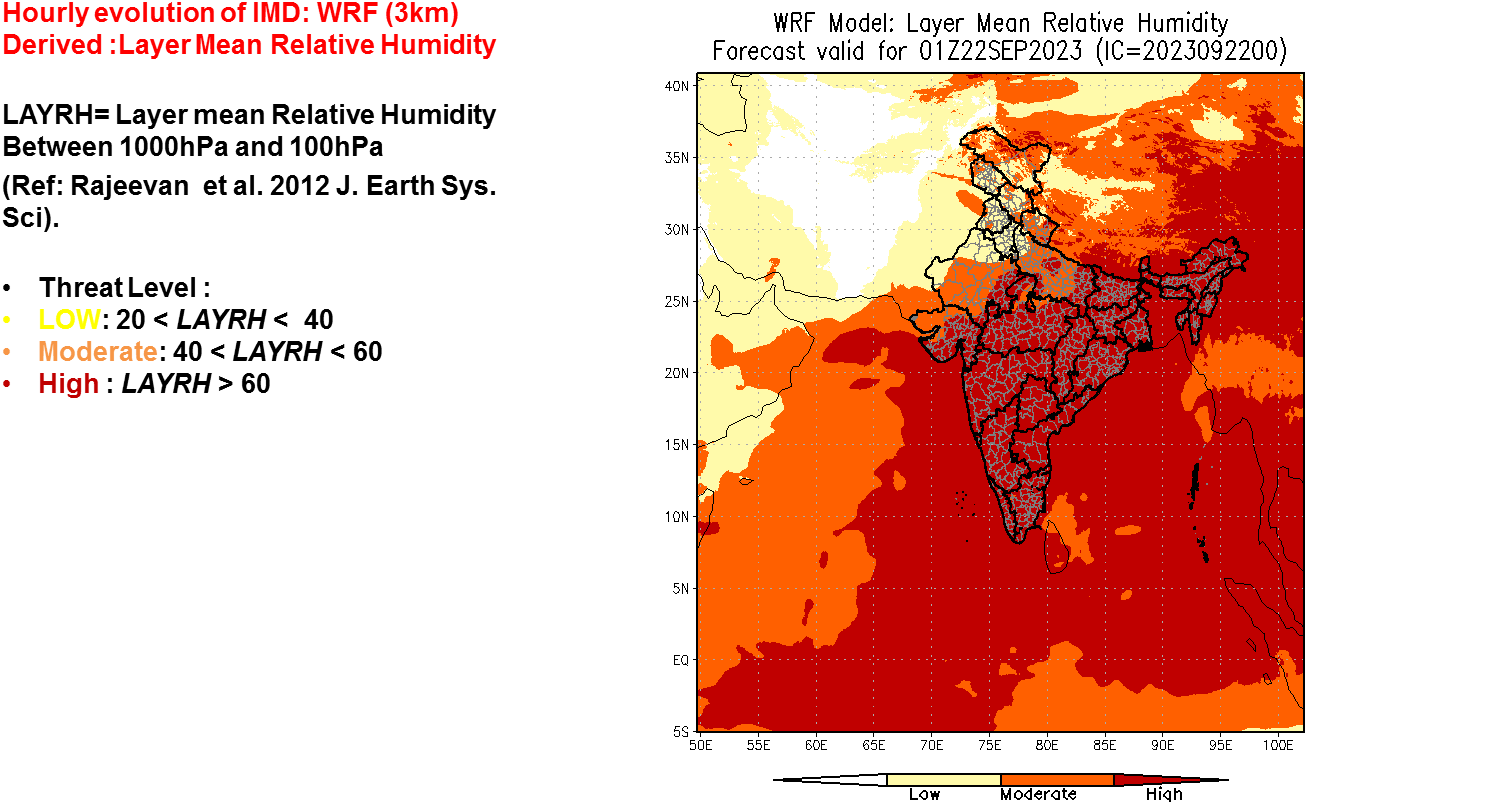 Hourly evolution of IMD: WRF (3km)
Derived :Layer Mean Relative Humidity
LAYRH= Layer mean Relative Humidity
Between 1000hPa and 100hPa
(Ref: Rajeevan et al. 2012 J. Earth Sys.
Sci).
• Threat Level :
• LOW: 20 < LAYRH < 40
• Moderate: 40 < LAYRH < 60
• High : LAYRH > 60
WRF Model: Layer Mean Relative Humidity
Forecast valid for 01Z22SEP2023 (IC=2023092200)
40N
35N
30N
25N
20N
15N
10N
5N
EQ
5S
50E 55E 60E 65E 70E 75E 80E 85E 90E 95E 100E
Low Moderate High